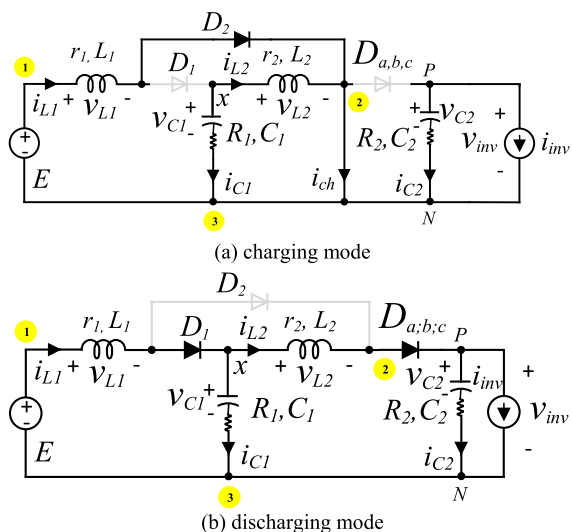 D2
r1, L1
D1
iL2
r2, L2
Da,b,c
P
1
iL1
+ vL1 -
x
+ vL2 -
2
vC1
+
-
R1, C1
R2, C2
+
-
vC2
+
vinv
-
iinv
E
iC1
ich
iC2
3
N
(a) charging mode
D2
r1, L1
D1
iL2
r2, L2
Da;b;c
P
1
iL1
+ vL1 -
x
+ vL2 -
2
vC2
+
-
iinv
+
vC1
+
-
R1, C1
R2, C2
vinv
-
E
iC1
iC2
3
N
(b) discharging mode